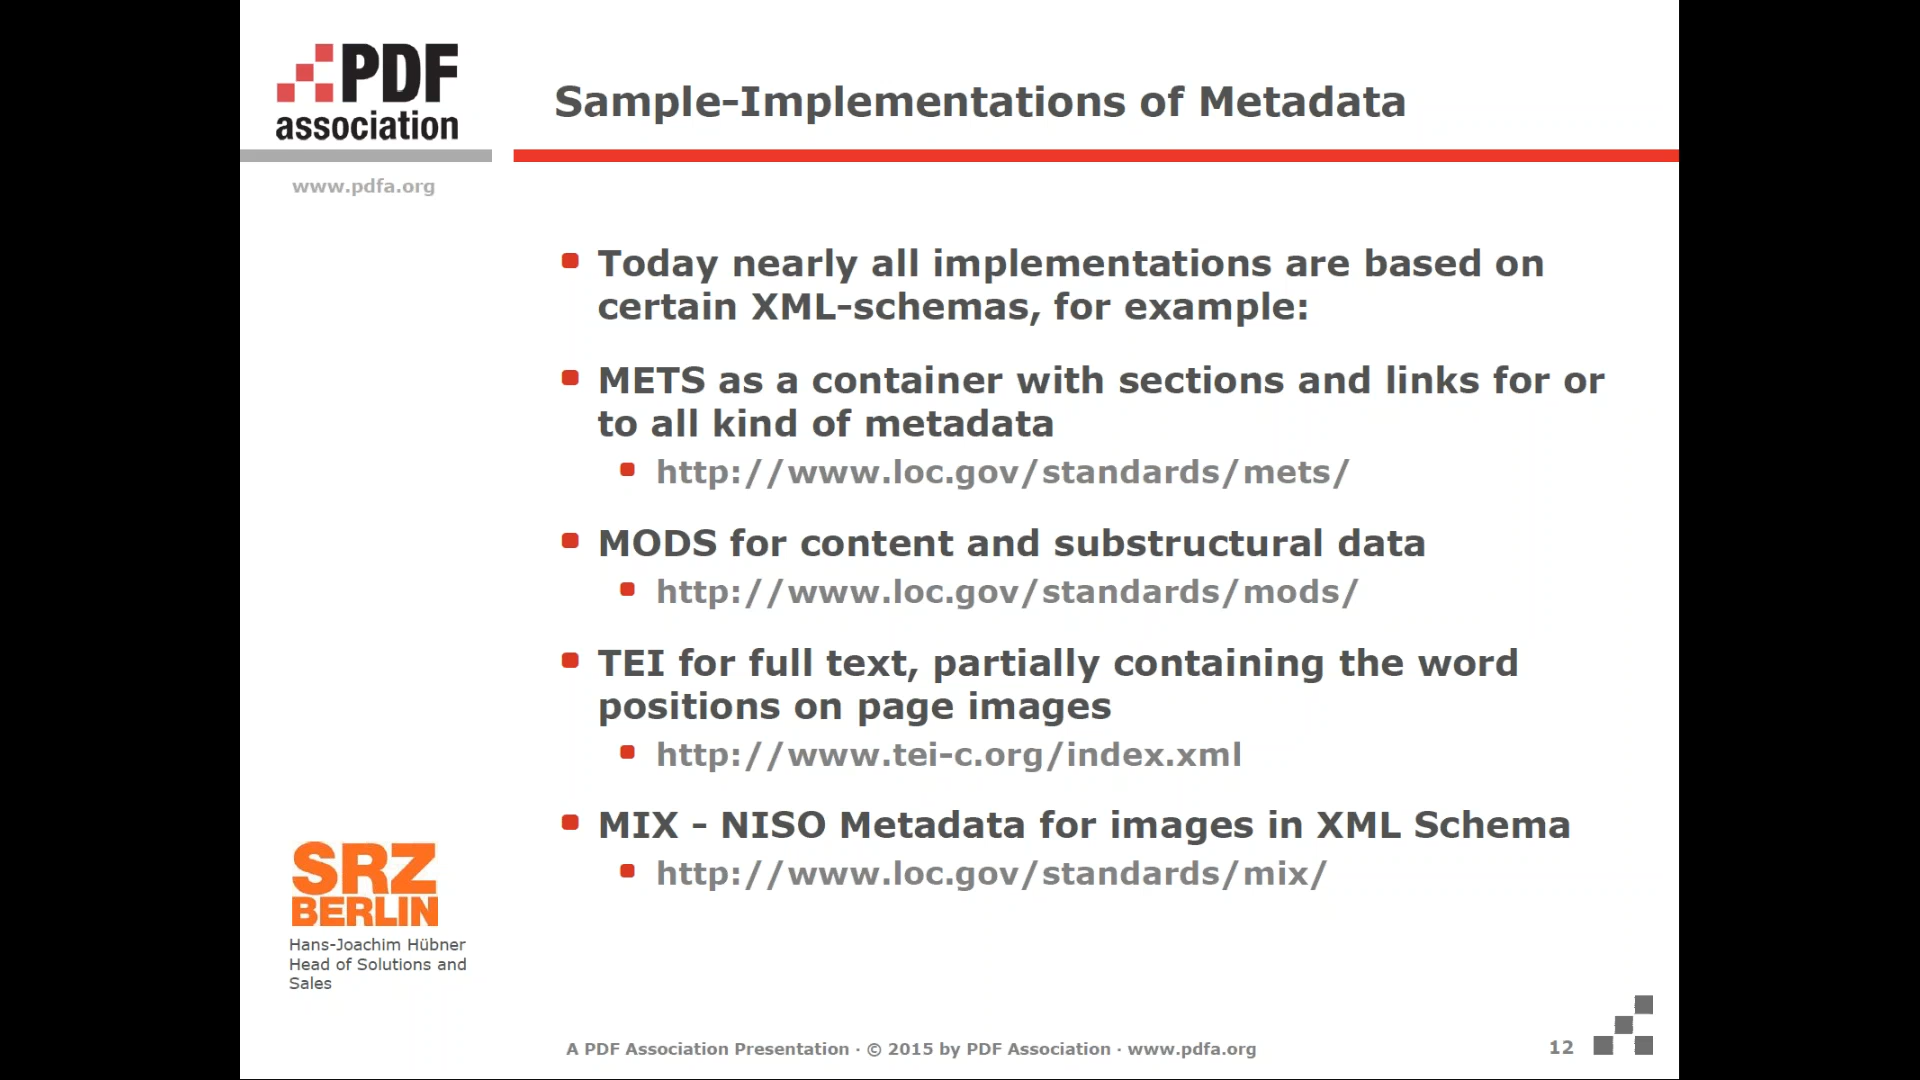 PDF
association
www.pdfa.org
Sample-Implementations of Metadata
Today nearly all implementations are based on
certain XML-schemas, for example:
METS as a container with sections and links for or
to all kind of metadata
http://www.loc.gov/standards/mets/
MODS for content and substructural data
http://www.loc.gov/standards/mods/
TEI for full text, partially containing the word
positions on page images
http://www.tei-c.org/index.xml
MIX – NISO Metadata for images in XML Schema
http://www.loc.gov/standards/mix/
SRZ
BERLIN
Hans-Joachim Hübner
Head of Solutions and
Sales
A PDF Association Presentation · © 2015 by PDF Association · www.pdfa.org
12